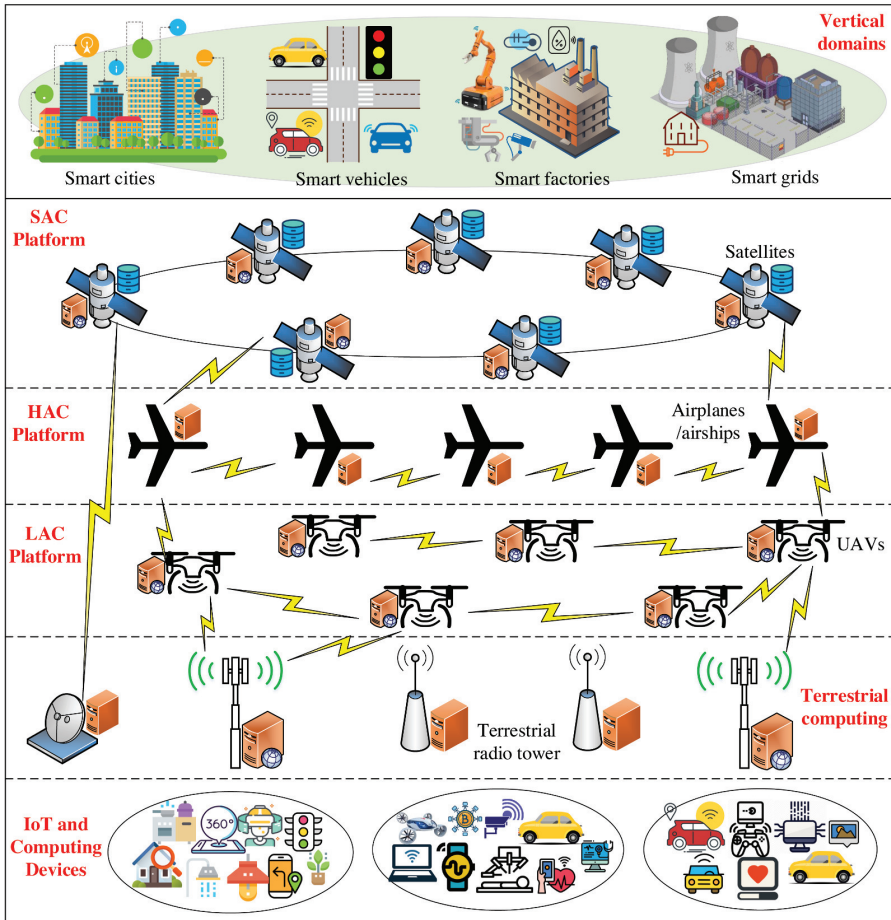 Vertical
domains
Smart cities
Smart vehicles
Smart factories
Smart grids
SAC
Platform
Satellites
HAC
Platform
Airplanes
/airships
LAC
Platform
UAVs
Terrestrial
radio tower
Terrestrial
computing
IoT and
Computing
Devices
360°